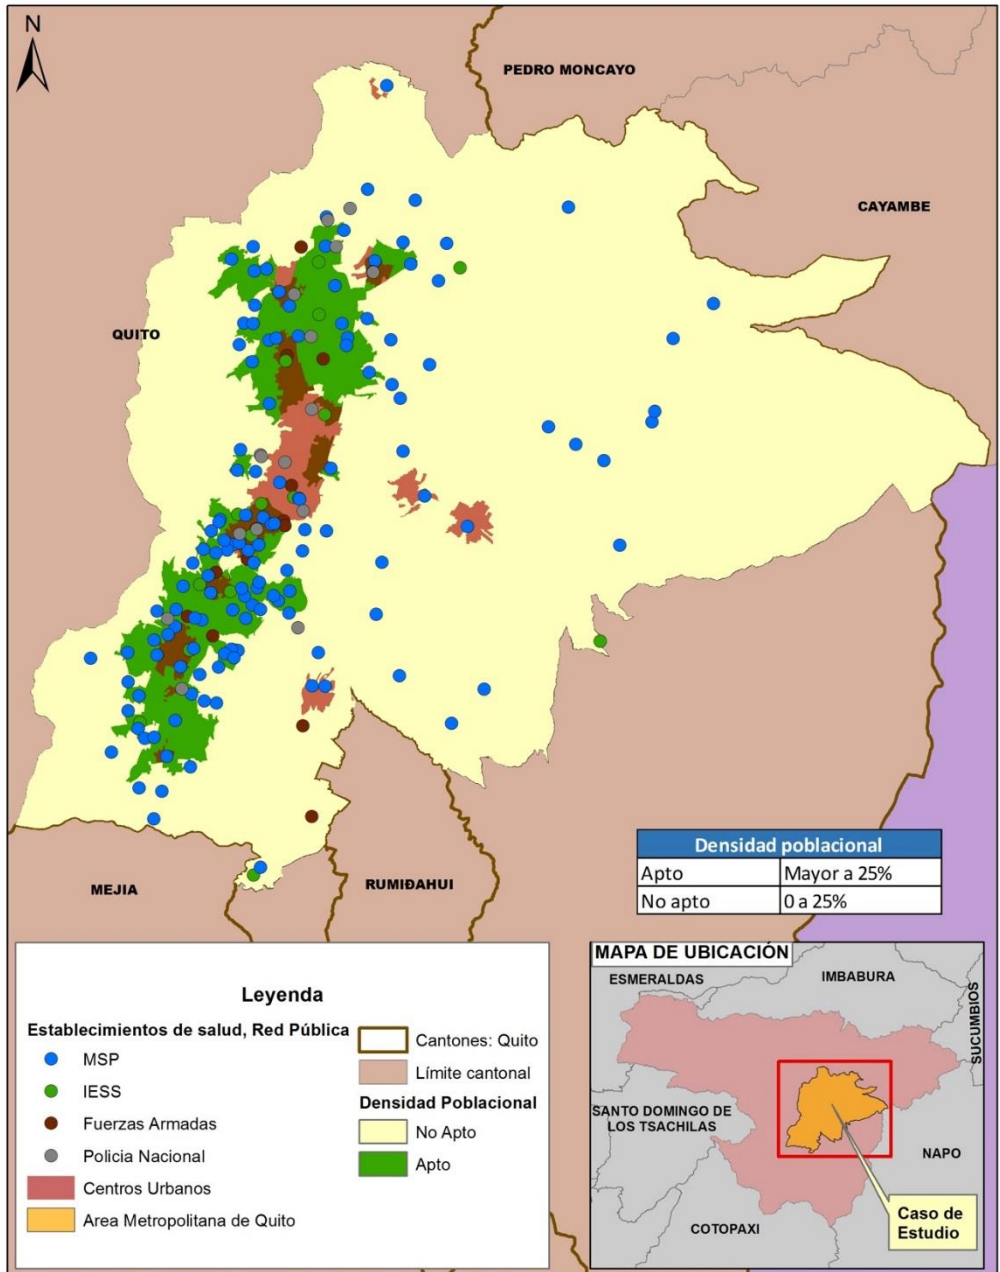 N
PEDRO MONCAYO
CAYAMBE
QUITO
MEJIA
RUMIÐAHUI
Densidad poblacional
Apto Mayor a 25%
No apto 0 a 25%
Leyenda
Establecimientos de salud, Red Pública
MSP
IESS
Fuerzas Armadas
Policia Nacional
Centros Urbanos
Area Metropolitana de Quito
Cantones: Quito
Límite cantonal
Densidad Poblacional
No Apto
Apto
MAPA DE UBICACIÓN
ESMERALDAS
IMBABURA
SUCUMBIOS
SANTO DOMINGO DE
LOS TSACHILAS
NAPO
COTOPAXI
Caso de
Estudio